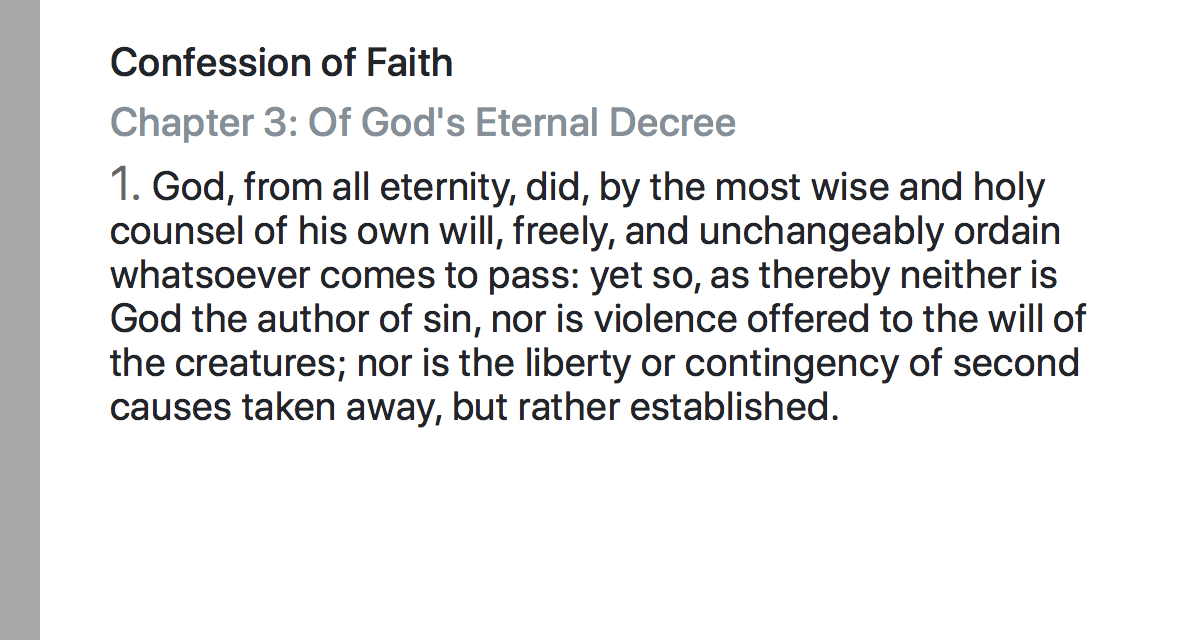 Confession of Faith
Chapter 3: Of God's Eternal Decree
1. God, from all eternity, did, by the most wise and holy
counsel of his own will, freely, and unchangeably ordain
whatsoever comes to pass: yet so, as thereby neither is
God the author of sin, nor is violence offered to the will of
the creatures; nor is the liberty or contingency of second
causes taken away, but rather established.